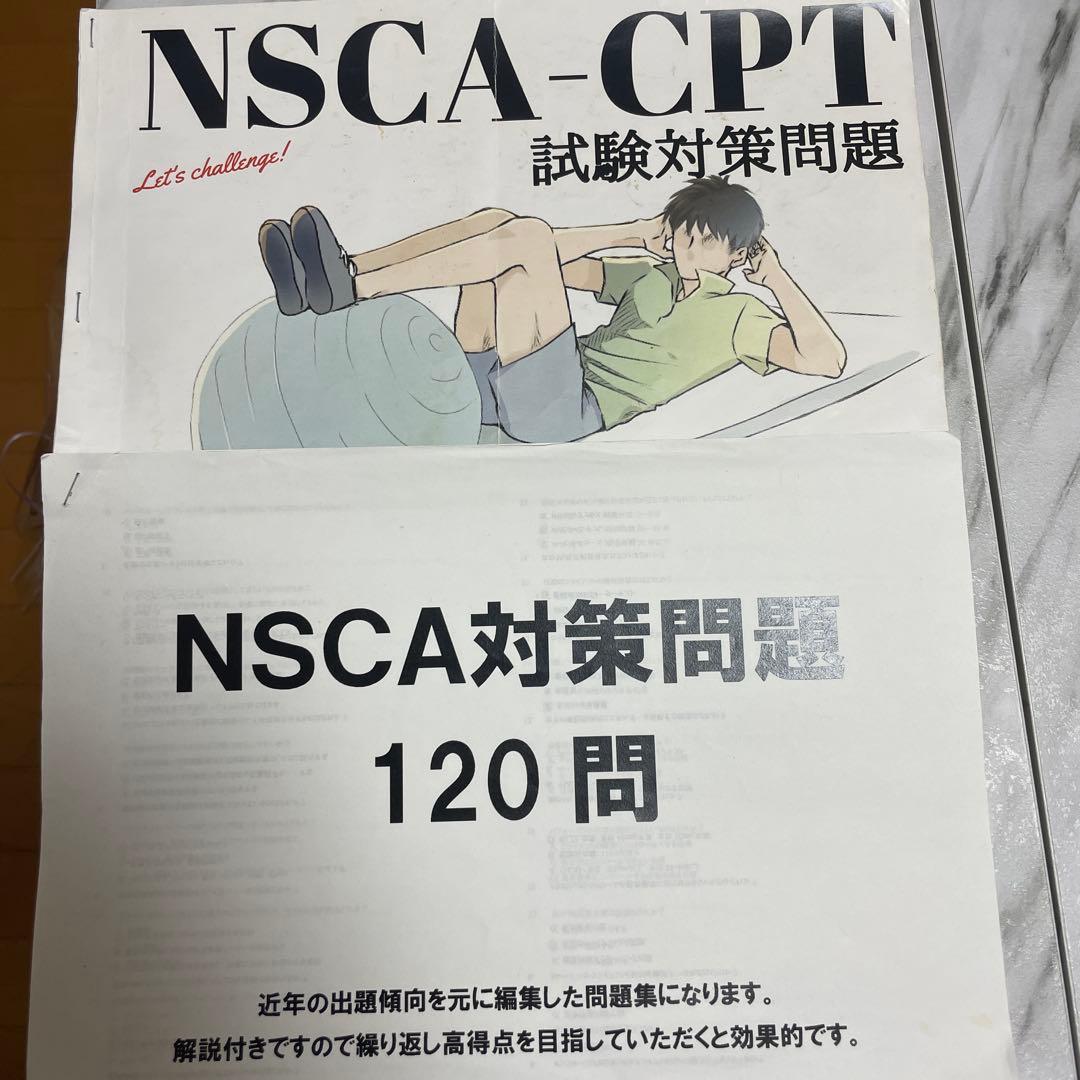 NSCA-CPT
Let's challenge!
試験対策問題
NSCA対策問題
120問
近年の出題傾向を元に編集した問題集になります。
解説付きですので繰り返し高得点を目指していただくと効果的です。